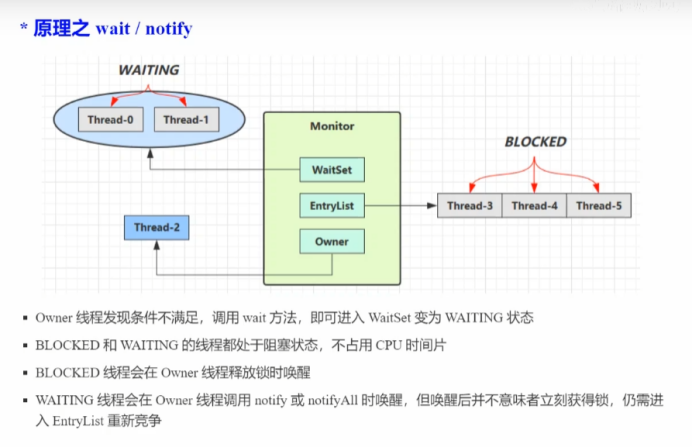 * 原理之 wait / notify
WAITING
Thread-0 Thread-1
Monitor
BLOCKED
WaitSet
EntryList
Thread-3 Thread-4 Thread-5
Thread-2
Owner
▪ Owner 线程发现条件不满足，调用 wait 方法，即可进入 WaitSet 变为 WAITING 状态
▪ BLOCKED 和 WAITING 的线程都处于阻塞状态，不占用 CPU 时间片
▪ BLOCKED 线程会在 Owner 线程释放锁时唤醒
▪ WAITING 线程会在 Owner 线程调用 notify 或 notifyAll 时唤醒，但唤醒后并不意味者立刻获得锁，仍需进
入 EntryList 重新竞争